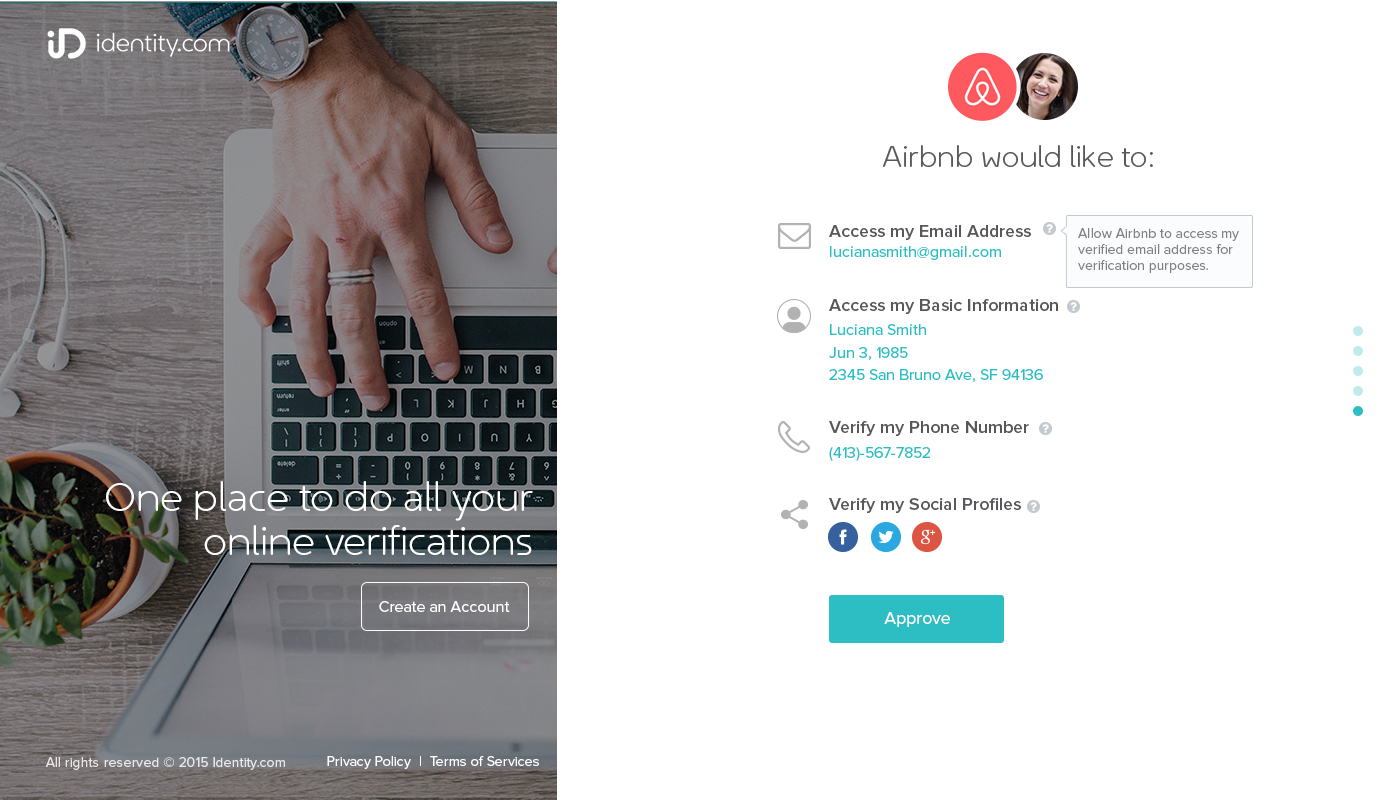 identity.com
One place to do all your
online verifications
Create an Account
All rights reserved © 2015 Identity.com
Privacy Policy | Terms of Services
Airbnb would like to:
Access my Email Address ?
lucianasmith@gmail.com
Allow Airbnb to access my
verified email address for
verification purposes.
Access my Basic Information ?
Luciana Smith
Jun 3, 1985
2345 San Bruno Ave, SF 94136
Verify my Phone Number ?
(413)-567-7852
Verify my Social Profiles ?
Approve